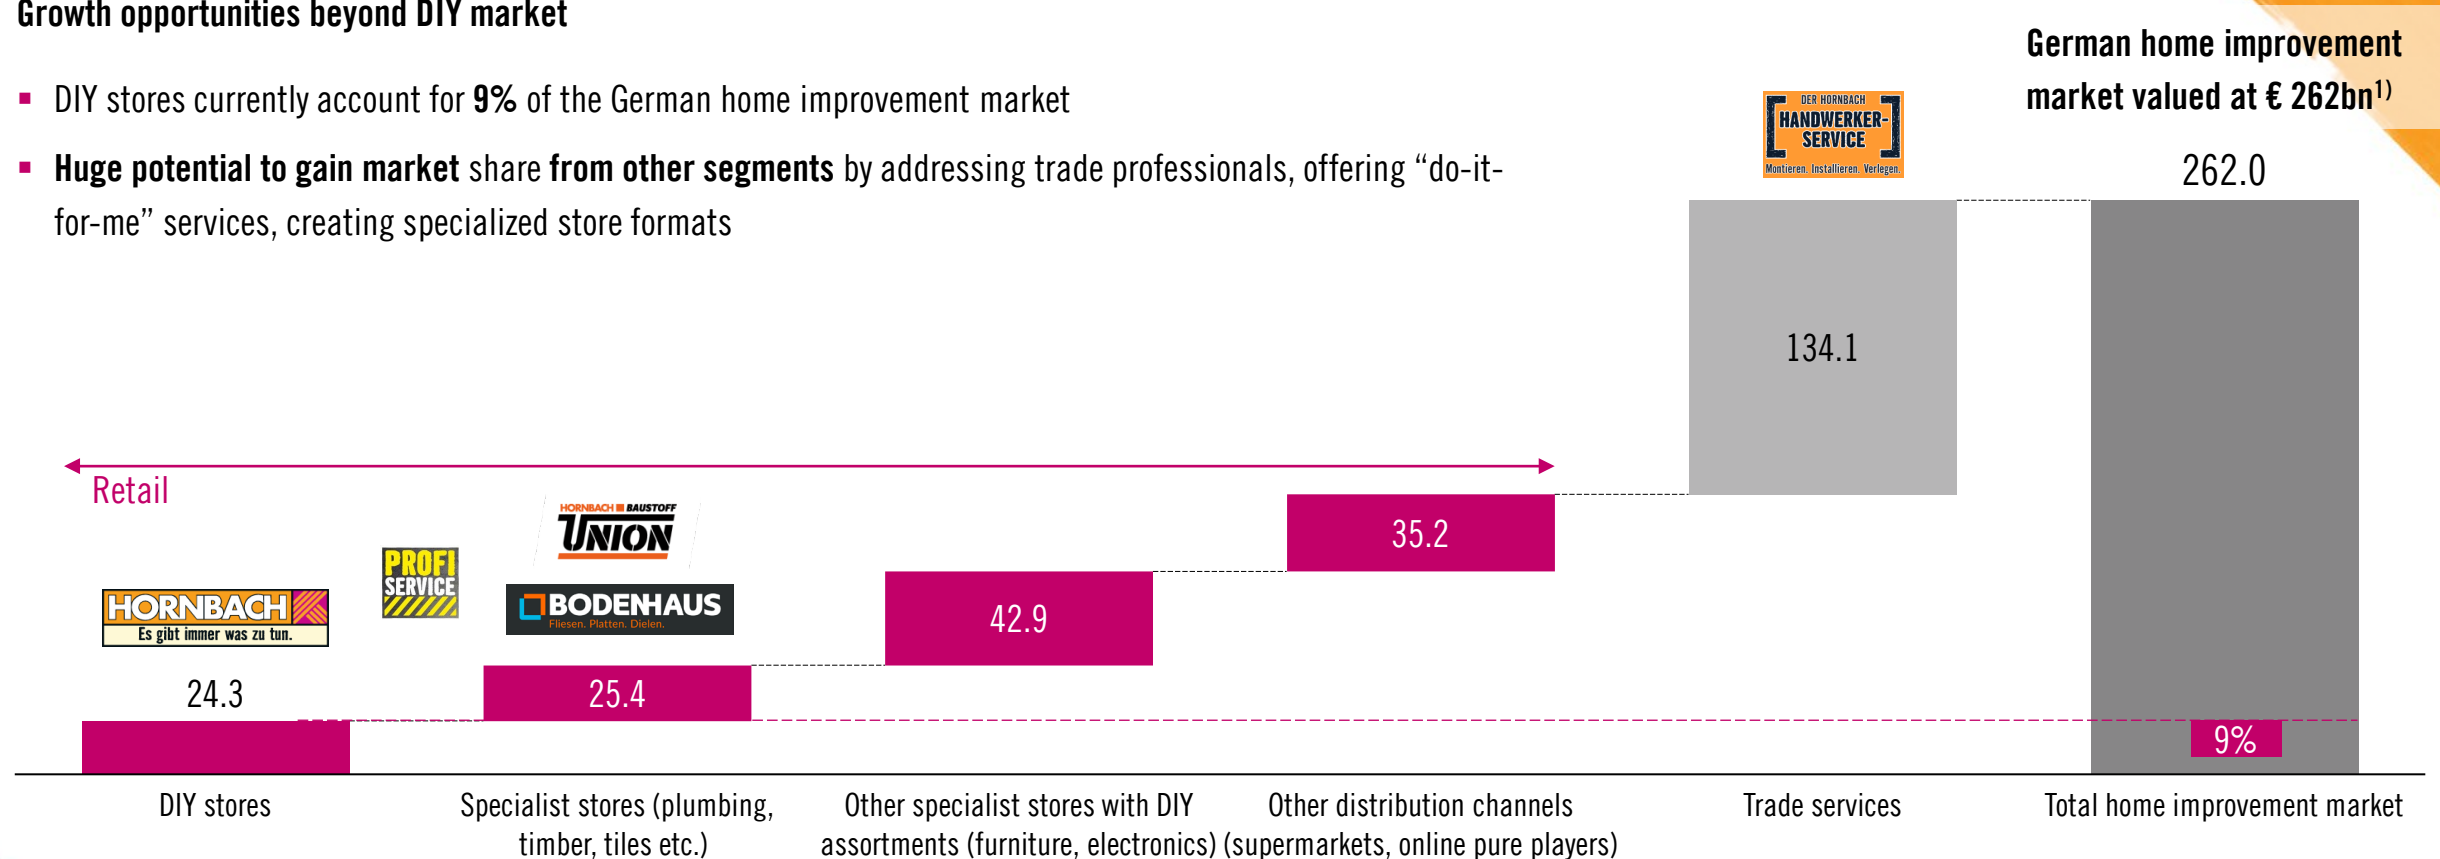 Growth opportunities beyond DIY market
▪ DIY stores currently account for 9% of the German home improvement market
▪ Huge potential to gain market share from other segments by addressing trade professionals, offering “do-it-
for-me” services, creating specialized store formats
German home improvement
market valued at € 262bn1)
DER HORNBACH
HANDWERKER-
SERVICE
Montieren. Installieren. Verlegen.
262.0
134.1
Retail
HORNBACH BAUSTOFF
UNION
PROFI
SERVICE
HORNBACH
Es gibt immer was zu tun.
BODENHAUS
Fliesen. Platten. Dielen.
24.3
25.4
42.9
35.2
9%
DIY stores
Specialist stores (plumbing,
timber, tiles etc.)
Other specialist stores with DIY
assortments (furniture, electronics)
Other distribution channels
(supermarkets, online pure players)
Trade services
Total home improvement market